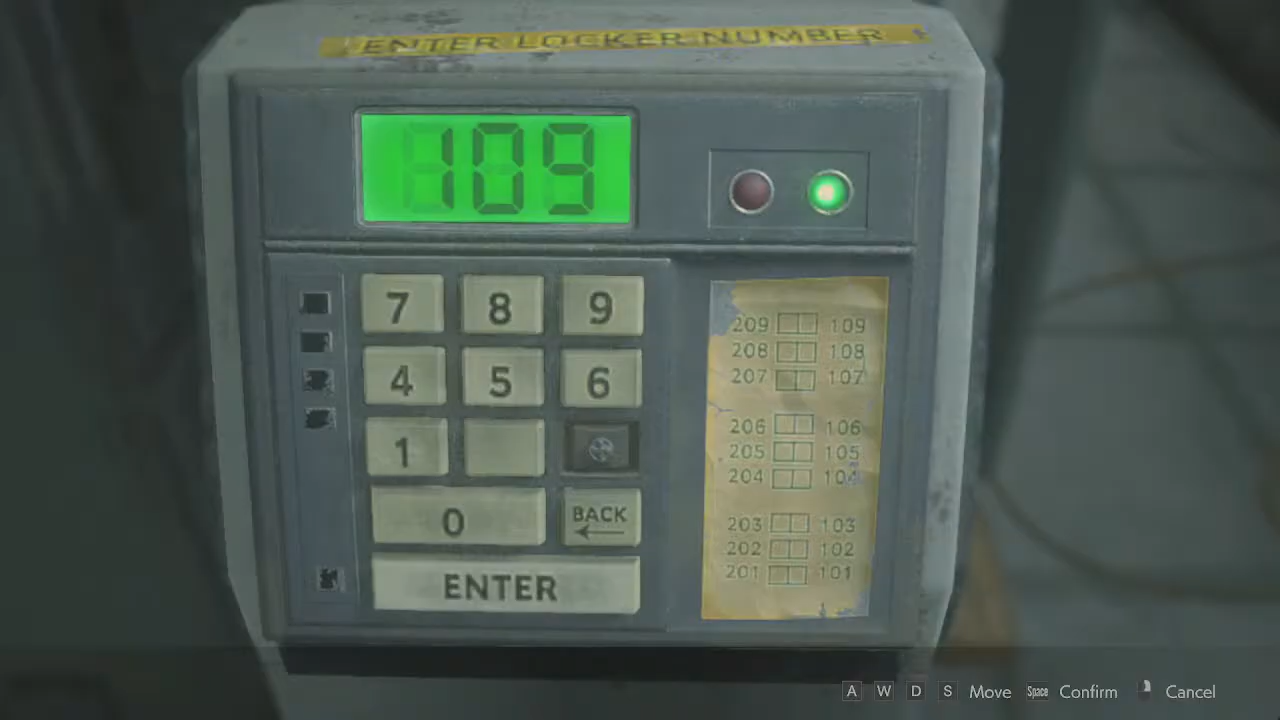 ENTER LOCKER NUMBER
109
7 8 9
4 5 6
1
0 BACK
ENTER
209 109
208 108
207 107
206 106
205 105
204 104
203 103
202 102
201 101
A W D S Move Space Confirm Cancel